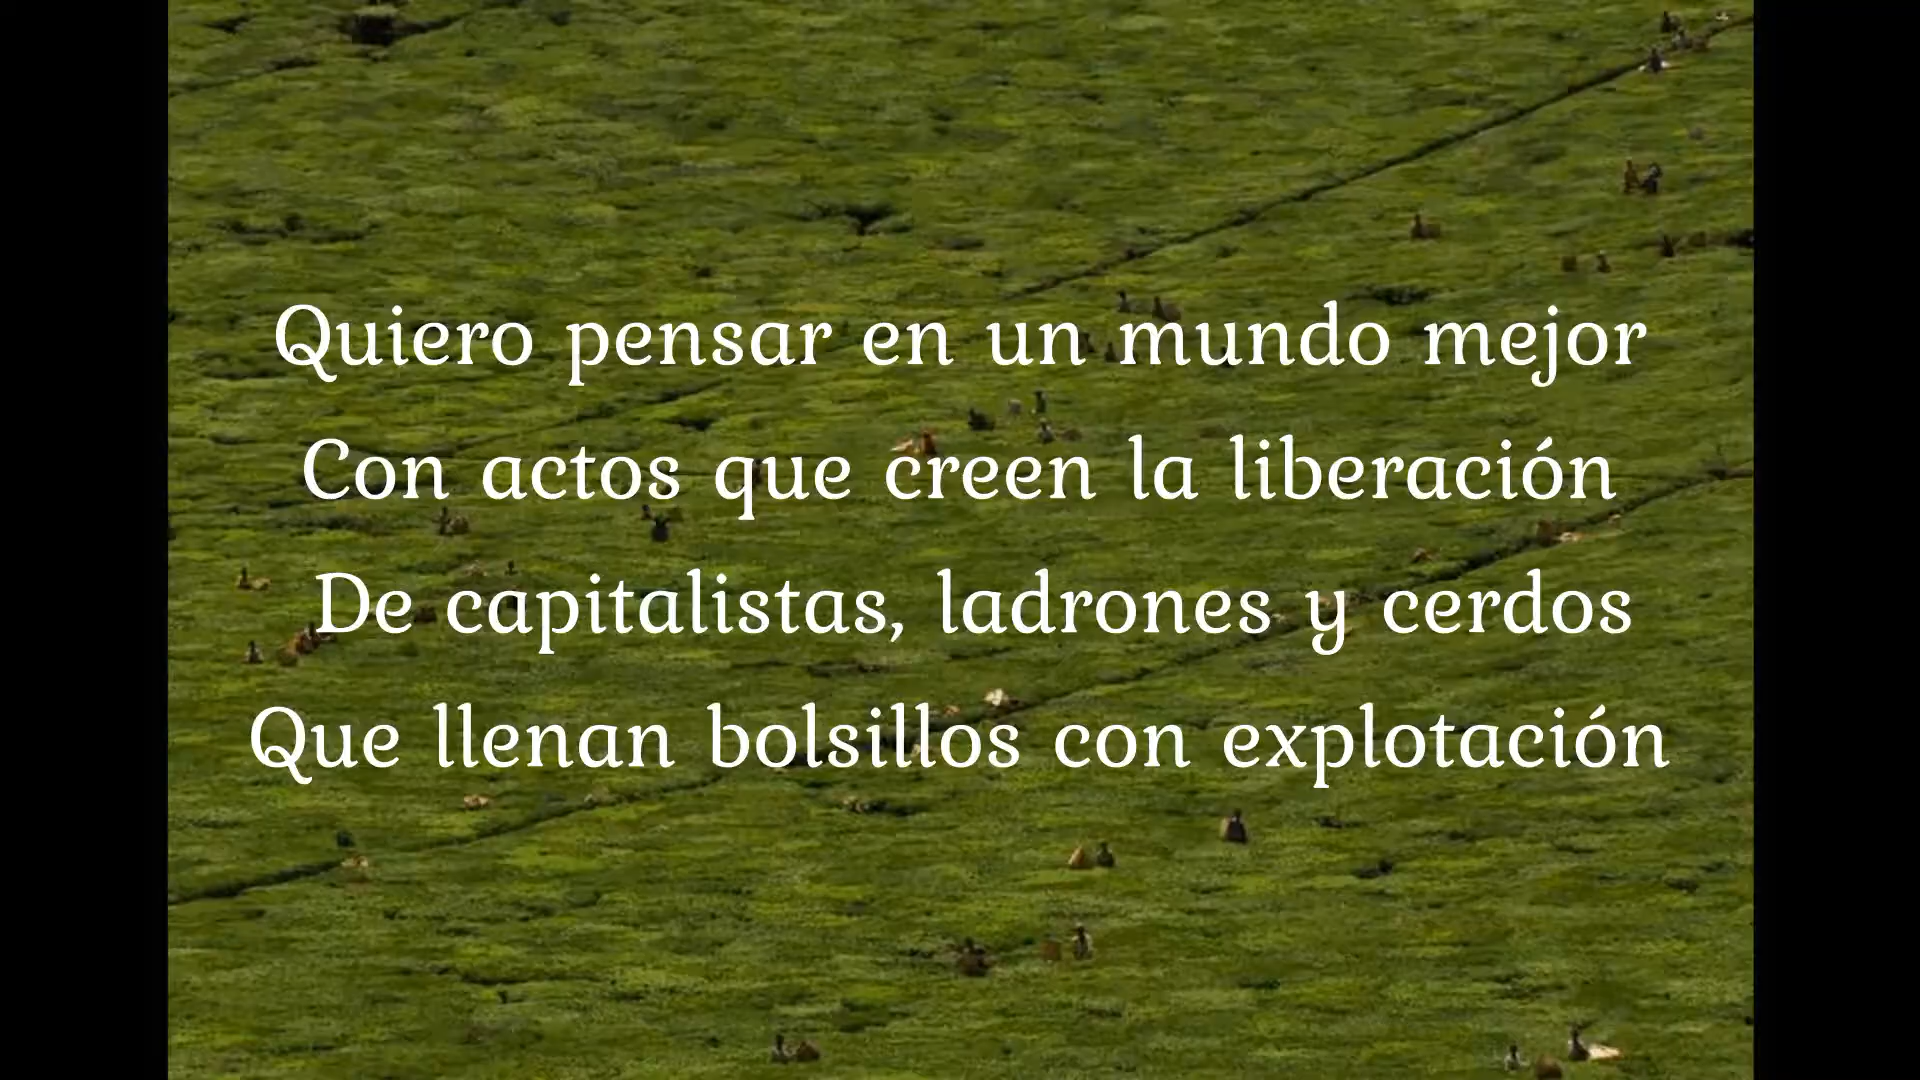 Quiero pensar en un mundo mejor
Con actos que creen la liberación
De capitalistas, ladrones y cerdos
Que llenan bolsillos con explotación